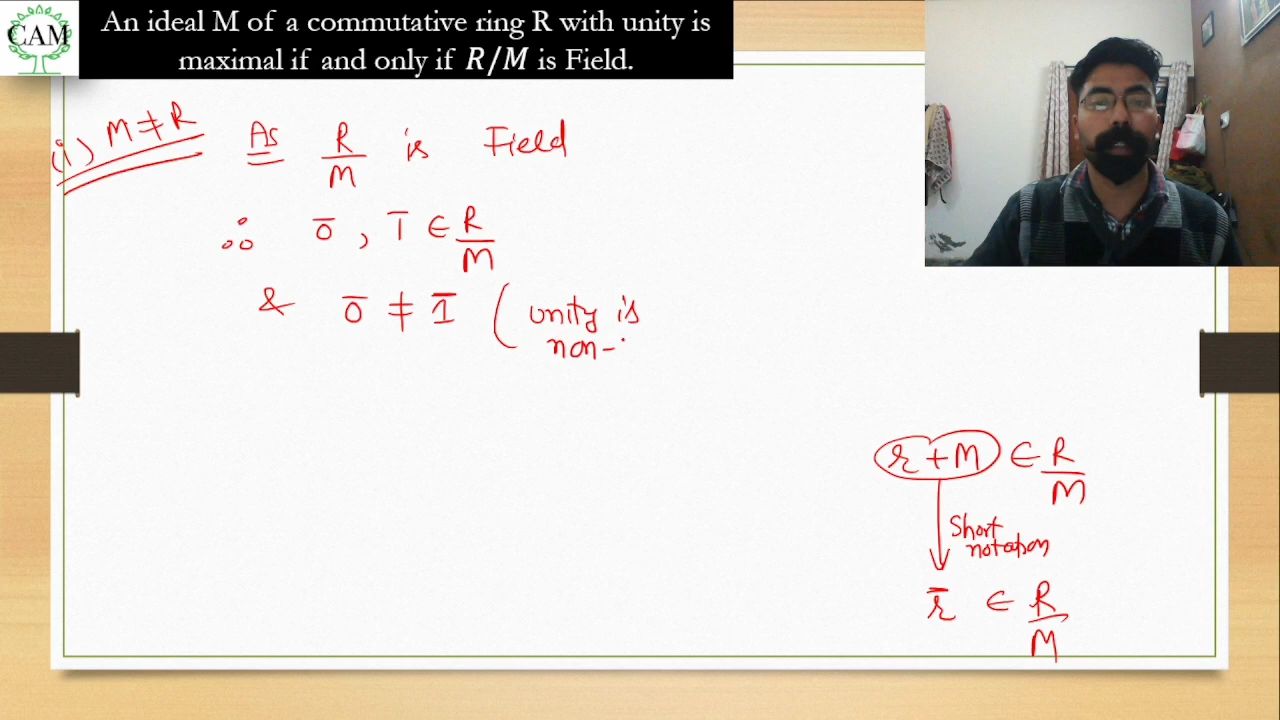 CAM
An ideal M of a commutative ring R with unity is
maximal if and only if R/M is Field.
(i) M ≠ R
As R/M is Field
∴ 0̄, 1̄ ∈ R/M
& 0̄ ≠ 1̄ (unity is
non-
r + M ∈ R/M
Short
notation
r̄ ∈ R/M